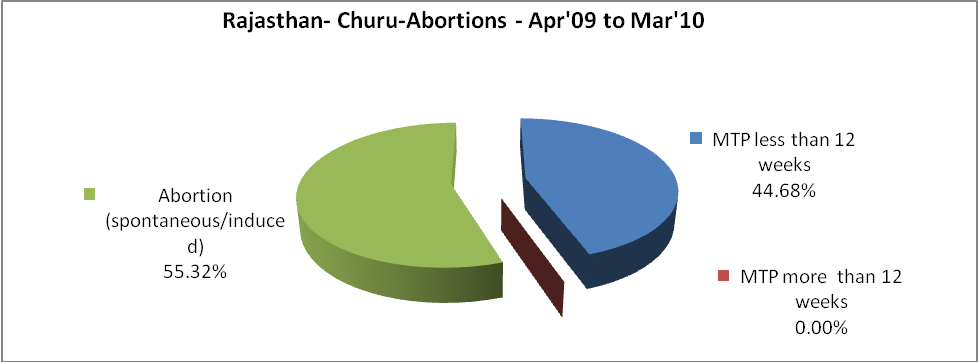 Rajasthan- Churu-Abortions - Apr'09 to Mar'10
MTP less than 12
weeks
44.68%
Abortion
(spontaneous/induce
d)
55.32%
MTP more than 12
weeks
0.00%